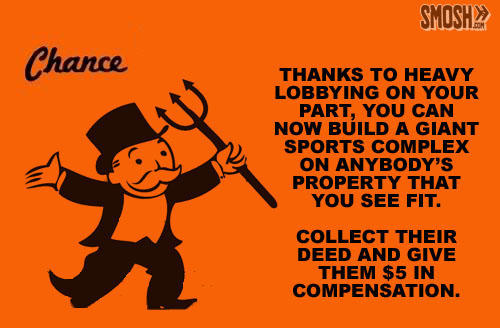 SMOSH
.COM
Chance
THANKS TO HEAVY
LOBBYING ON YOUR
PART, YOU CAN
NOW BUILD A GIANT
SPORTS COMPLEX
ON ANYBODY'S
PROPERTY THAT
YOU SEE FIT.
COLLECT THEIR
DEED AND GIVE
THEM $5 IN
COMPENSATION.